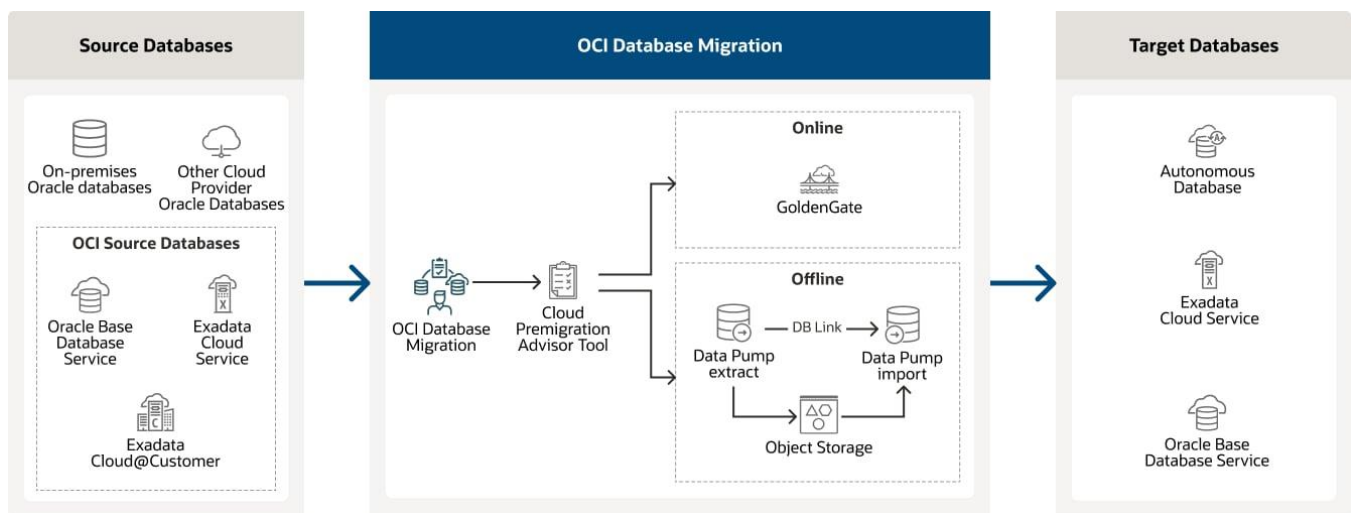 Source Databases
On-premises
Oracle databases
Other Cloud
Provider
Oracle Databases
OCI Source Databases
Oracle Base
Database
Service
X
Exadata
Cloud
Service
C
Exadata
Cloud@Customer
OCI Database Migration
OCI Database
Migration
Cloud
Premigration
Advisor Tool
Online
GoldenGate
Offline
Data Pump
extract
DB Link
Data Pump
import
Object Storage
Target Databases
A
Autonomous
Database
X
Exadata
Cloud Service
Oracle Base
Database Service